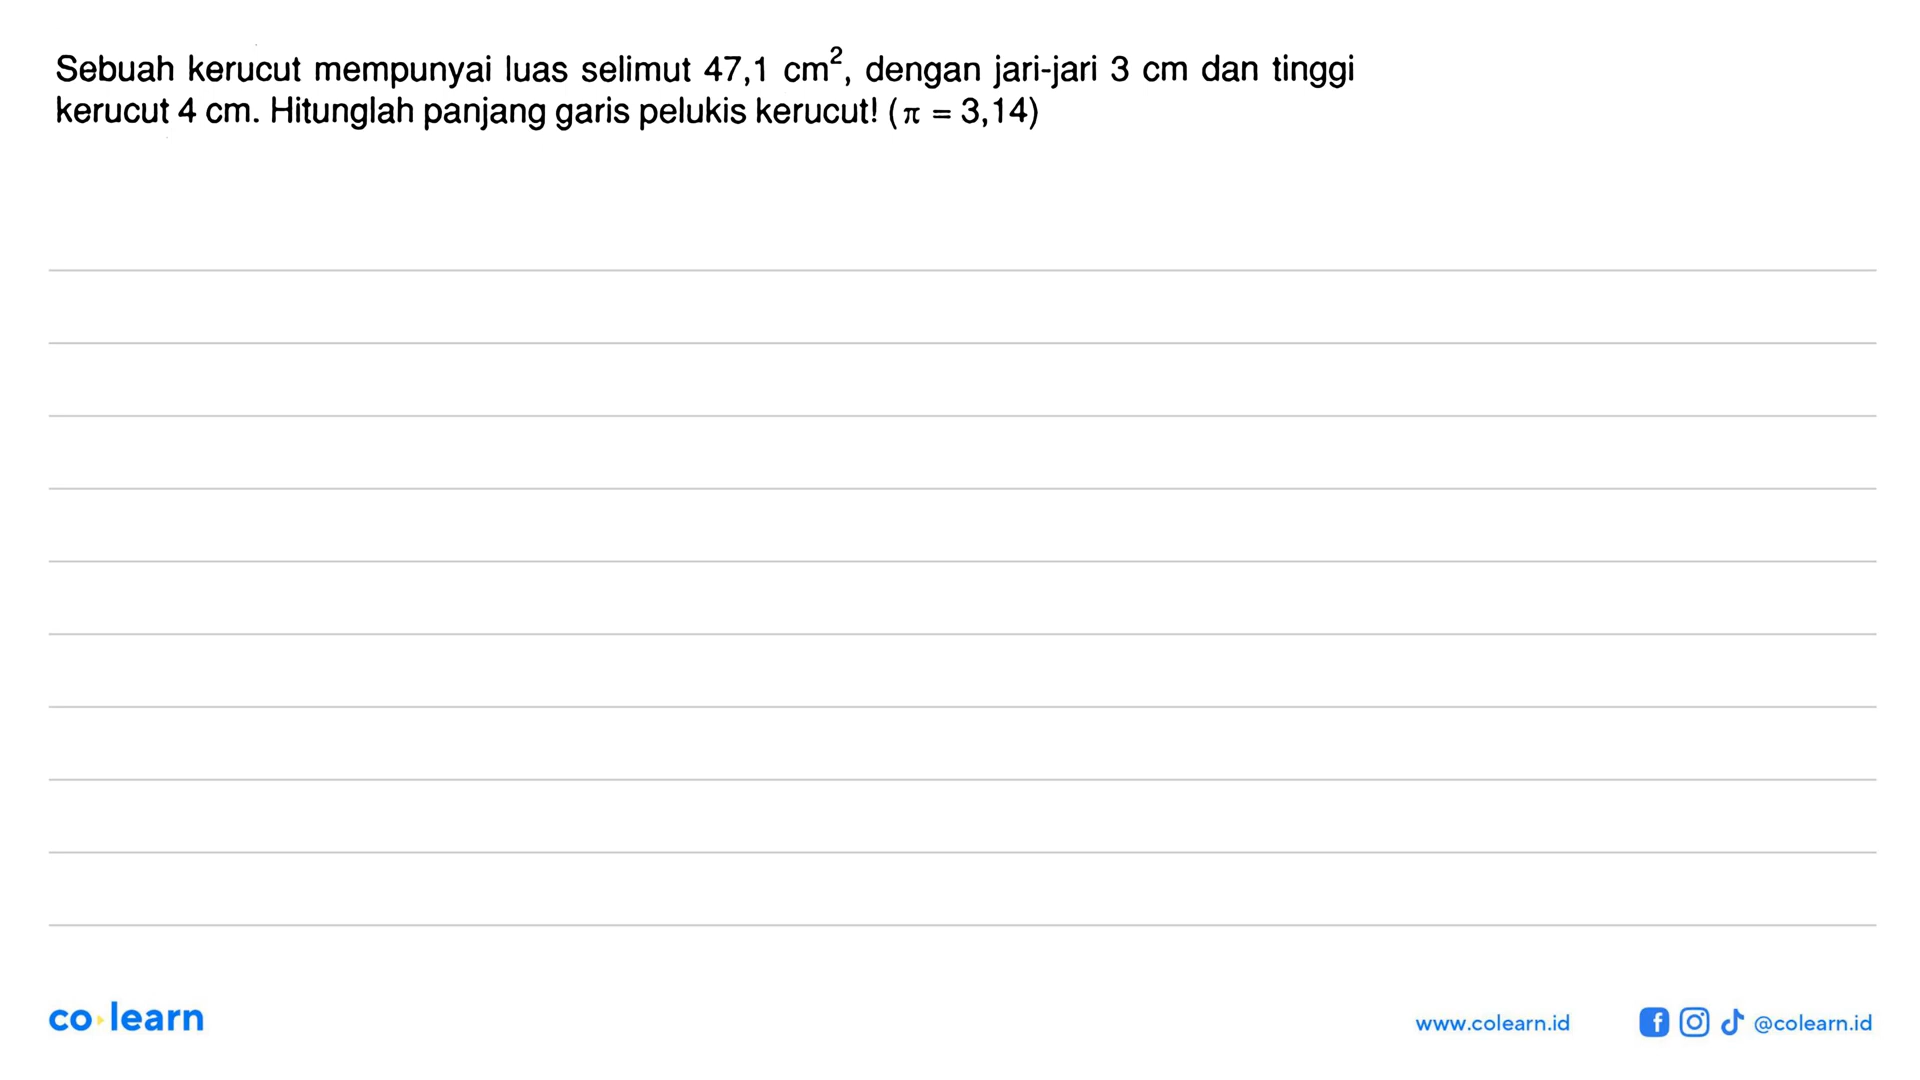 Sebuah kerucut mempunyai luas selimut 47,1 cm², dengan jari-jari 3 cm dan tinggi
kerucut 4 cm. Hitunglah panjang garis pelukis kerucut! (π = 3,14)
co learn
www.colearn.id
@colearn.id